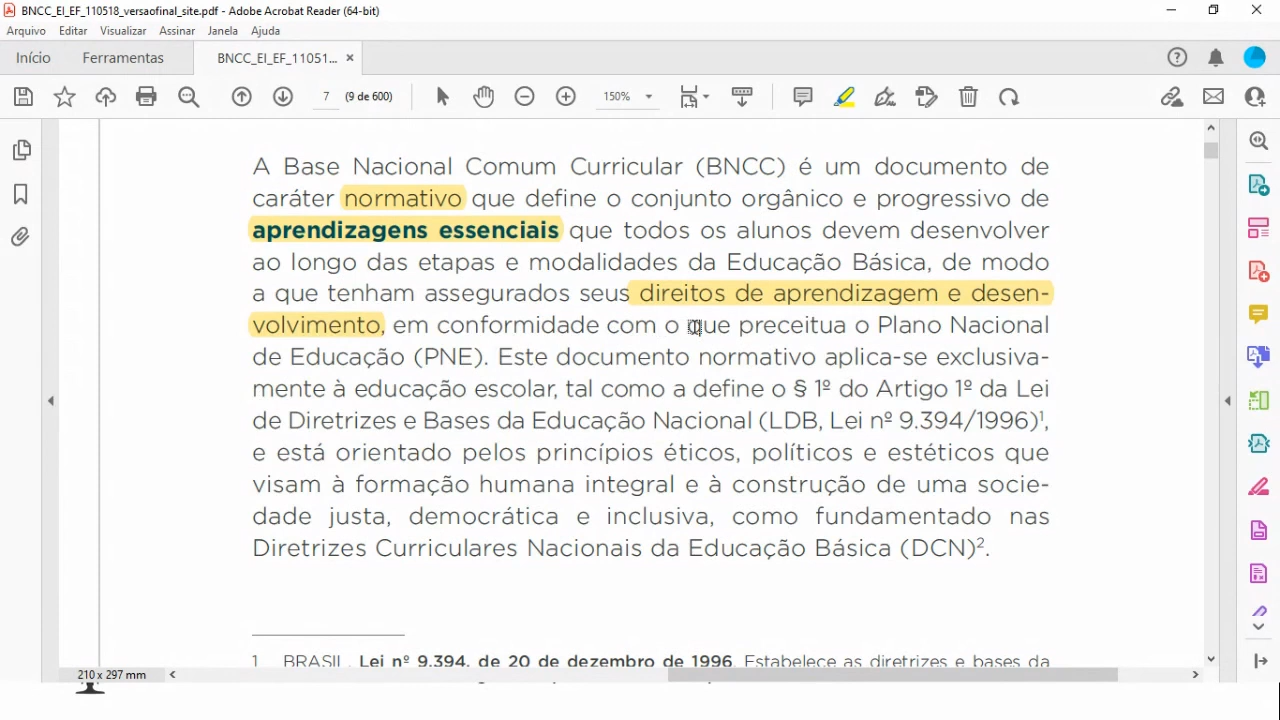 BNCC_EI_EF_110518_versaofinal_site.pdf - Adobe Acrobat Reader (64-bit)
Arquivo Editar Visualizar Assinar Janela Ajuda
Início Ferramentas BNCC_EI_EF_11051... ×
7 (9 de 600) 150%
A Base Nacional Comum Curricular (BNCC) é um documento de
caráter normativo que define o conjunto orgânico e progressivo de
aprendizagens essenciais que todos os alunos devem desenvolver
ao longo das etapas e modalidades da Educação Básica, de modo
a que tenham assegurados seus direitos de aprendizagem e desen-
volvimento, em conformidade com o que preceitua o Plano Nacional
de Educação (PNE). Este documento normativo aplica-se exclusiva-
mente à educação escolar, tal como a define o § 1º do Artigo 1º da Lei
de Diretrizes e Bases da Educação Nacional (LDB, Lei nº 9.394/1996)¹,
e está orientado pelos princípios éticos, políticos e estéticos que
visam à formação humana integral e à construção de uma socie-
dade justa, democrática e inclusiva, como fundamentado nas
Diretrizes Curriculares Nacionais da Educação Básica (DCN)².
1 BRASIL. Lei nº 9.394, de 20 de dezembro de 1996. Estabelece as diretrizes e bases da
210 x 297 mm